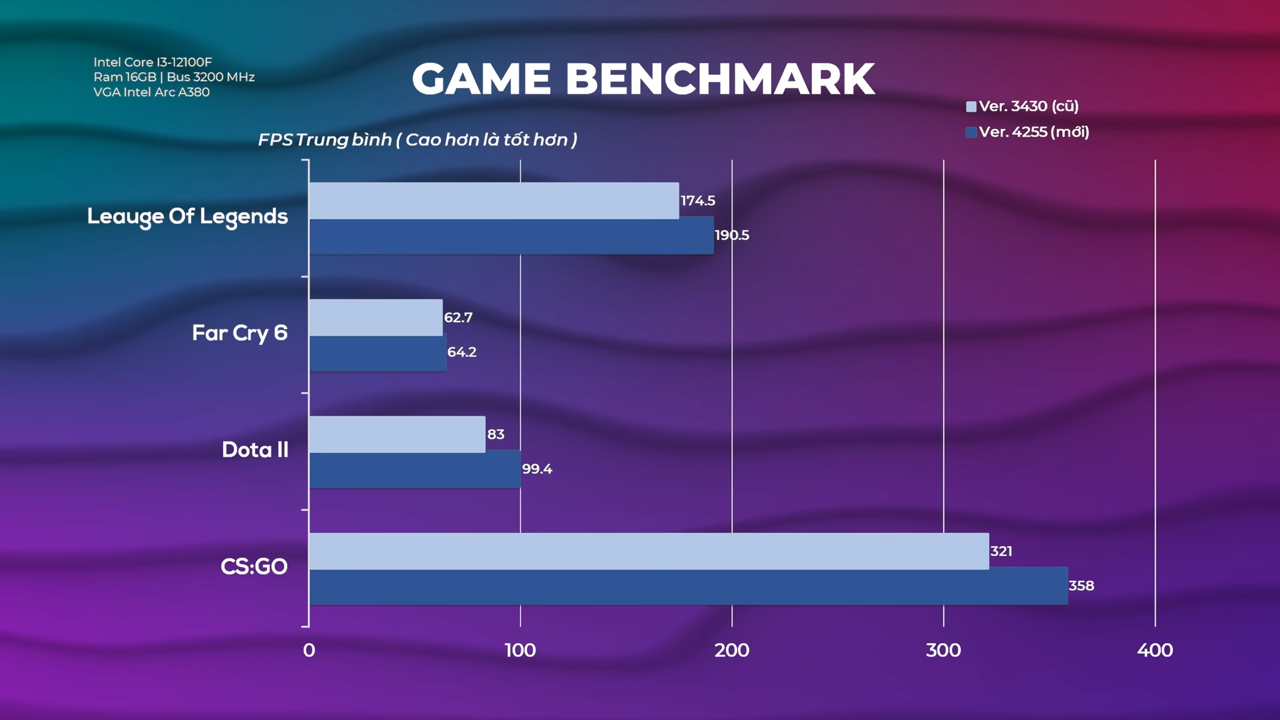 Intel Core I3-12100F
Ram 16GB | Bus 3200 MHz
VGA Intel Arc A380
GAME BENCHMARK
Ver. 3430 (cũ)
Ver. 4255 (mới)
FPS Trung bình ( Cao hơn là tốt hơn )
Leauge Of Legends
174.5
190.5
Far Cry 6
62.7
64.2
Dota II
83
99.4
CS:GO
321
358
0 100 200 300 400